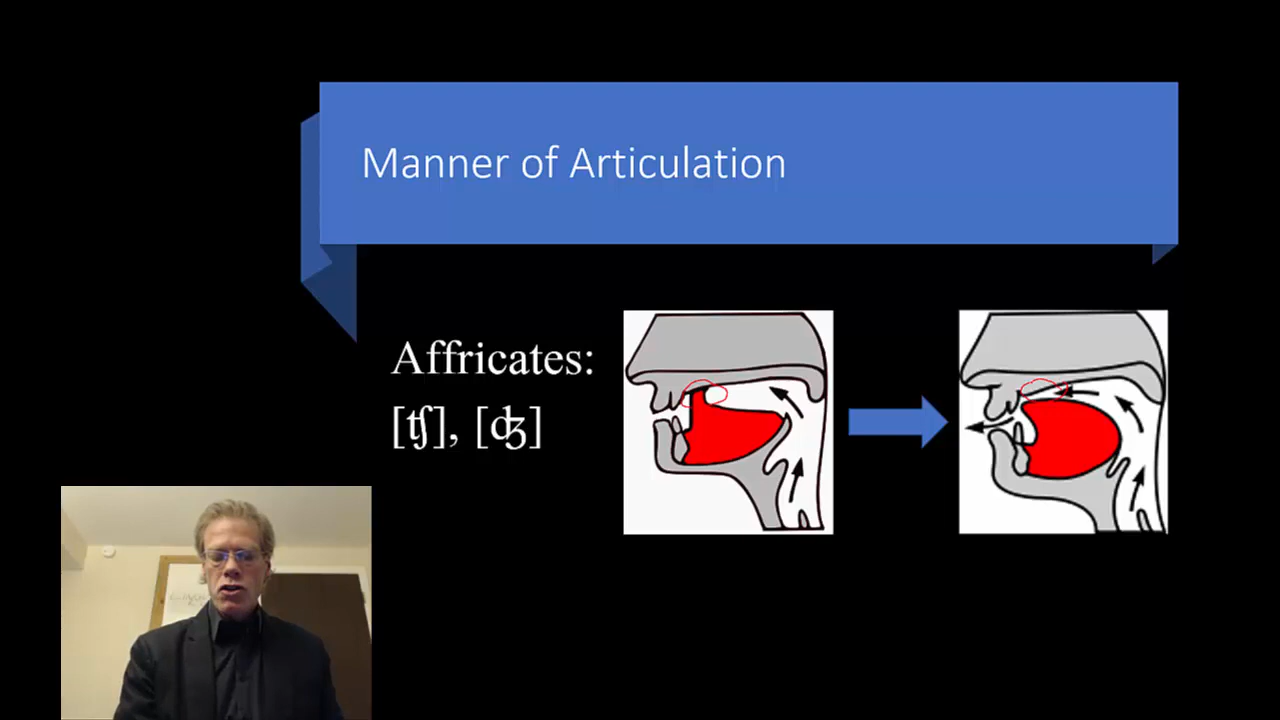 Manner of Articulation
Affricates:
[ʧ], [ʤ]